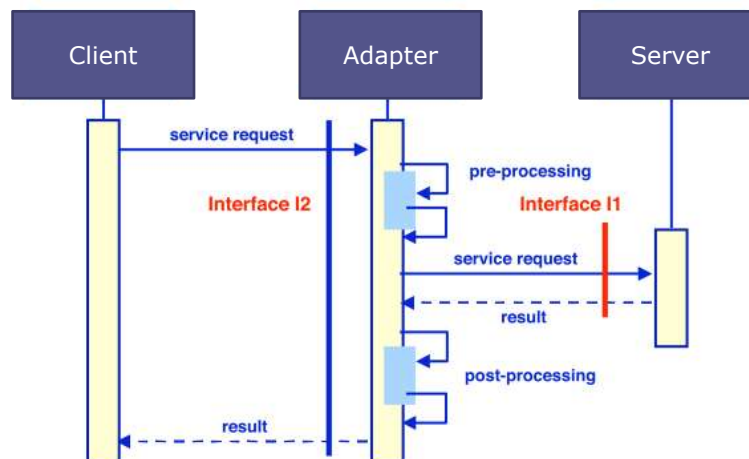 Client
Adapter
Server
service request
pre-processing
Interface I2
Interface I1
service request
result
post-processing
result